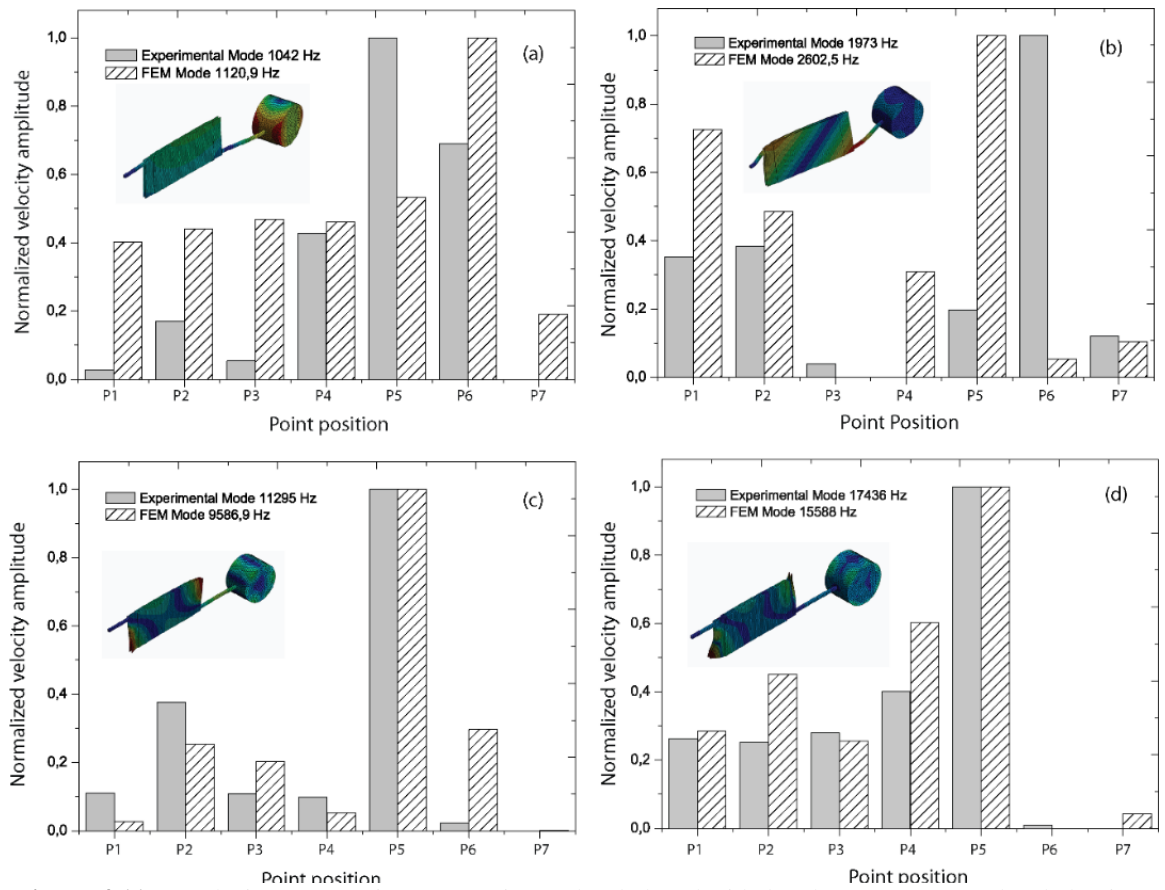 (a)
Experimental Mode 1042 Hz
FEM Mode 1120,9 Hz
Normalized velocity amplitude
1,0
0,8
0,6
0,4
0,2
0,0
P1 P2 P3 P4 P5 P6 P7
Point position
(b)
Experimental Mode 1973 Hz
FEM Mode 2602,5 Hz
Normalized velocity amplitude
1,0
0,8
0,6
0,4
0,2
0,0
P1 P2 P3 P4 P5 P6 P7
Point Position
(c)
Experimental Mode 11295 Hz
FEM Mode 9586,9 Hz
Normalized velocity amplitude
1,0
0,8
0,6
0,4
0,2
0,0
P1 P2 P3 P4 P5 P6 P7
Point position
(d)
Experimental Mode 17436 Hz
FEM Mode 15588 Hz
Normalized velocity amplitude
1,0
0,8
0,6
0,4
0,2
0,0
P1 P2 P3 P4 P5 P6 P7
Point position